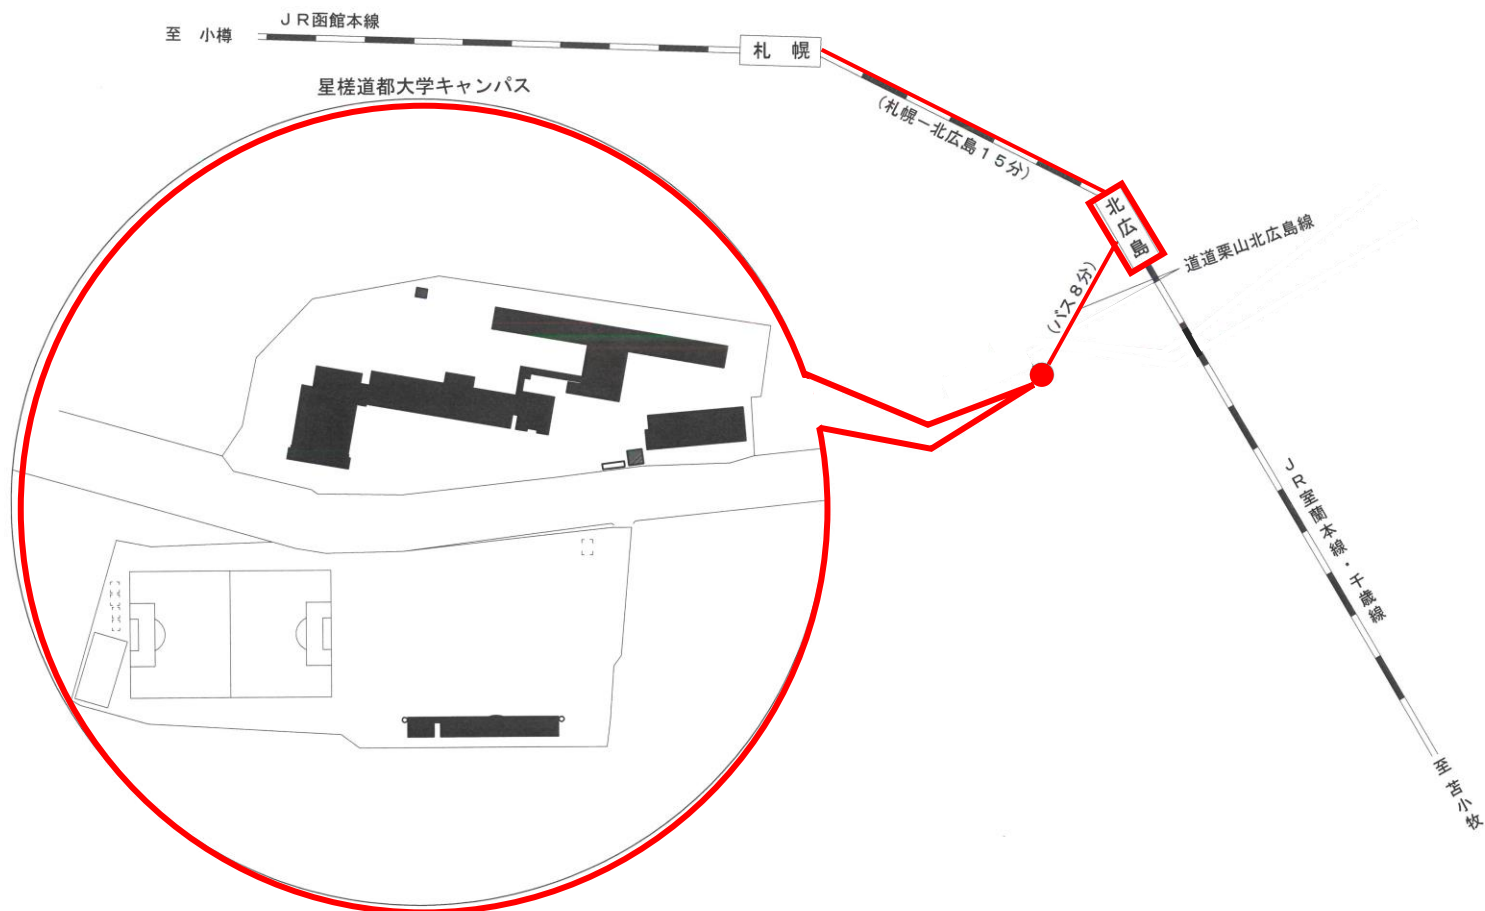 JR函館本線
至 小樽
札 幌
星槎道都大学キャンパス
(札幌－北広島15分)
北広島
道道栗山北広島線
(バス8分)
JR室蘭本線・千歳線
至 苫小牧